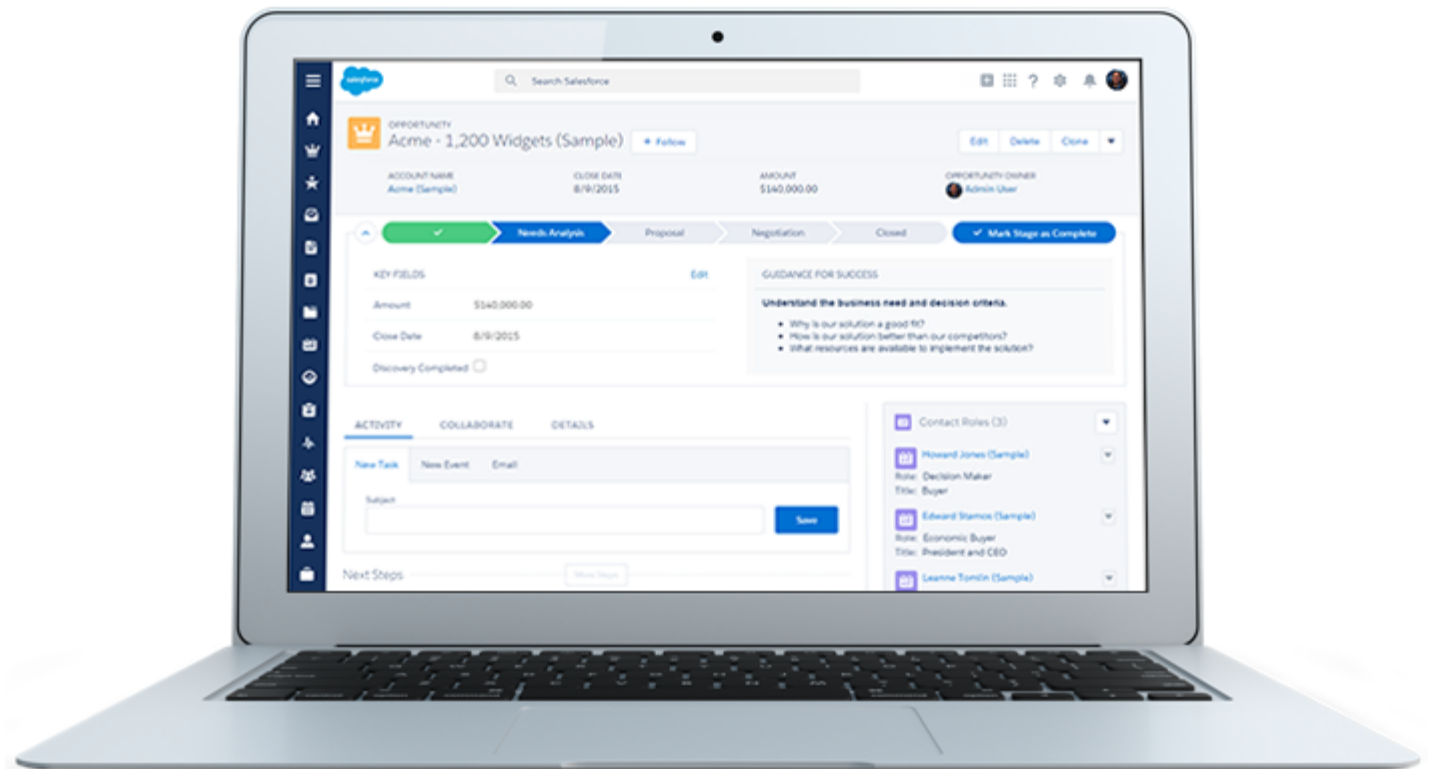 salesforce
Search Salesforce
OPPORTUNITY
Acme - 1,200 Widgets (Sample)
+ Follow
Edit
Delete
Clone
ACCOUNT NAME
CLOSE DATE
AMOUNT
OPPORTUNITY OWNER
Acme (Sample)
8/9/2015
$140,000.00
Admin User
Needs Analysis
Proposal
Negotiation
Closed
Mark Stage as Complete
KEY FIELDS
Edit
Amount
$140,000.00
Close Date
8/9/2015
Discovery Completed
GUIDANCE FOR SUCCESS
Understand the business need and decision criteria.
• Why is our solution a good fit?
• How is our solution better than our competitors?
• What resources are available to implement the solution?
ACTIVITY
COLLABORATE
DETAILS
New Task
New Event
Email
Subject
Save
Next Steps
More Steps
Contact Roles (3)
Howard Jones (Sample)
Role: Decision Maker
Title: Buyer
Edward Stamos (Sample)
Role: Economic Buyer
Title: President and CEO
Leanne Tomlin (Sample)
command
option